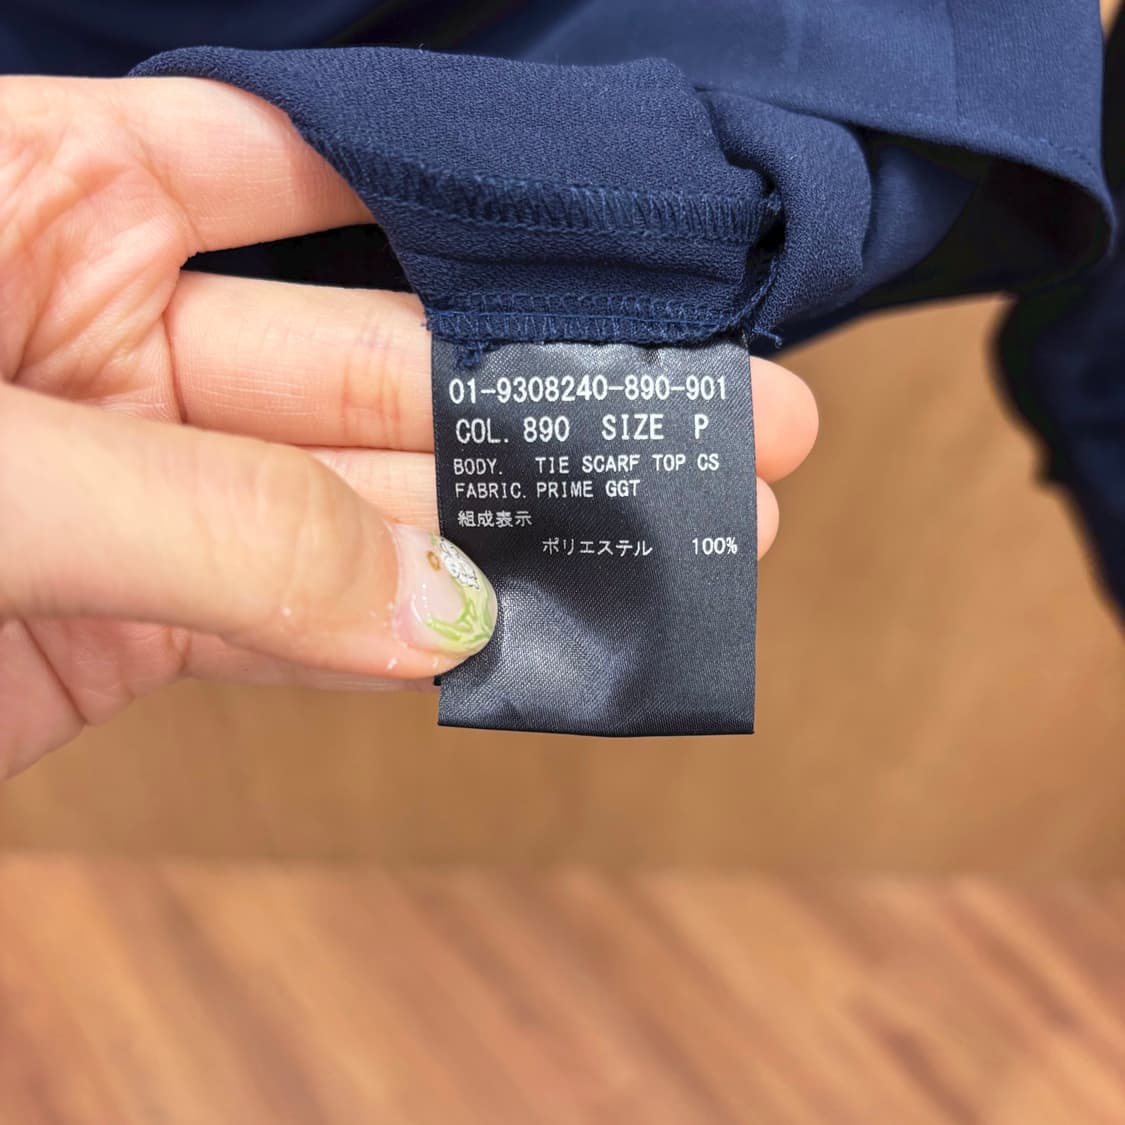 01-9308240-890-901
COL. 890 SIZE P
BODY. TIE SCARF TOP CS
FABRIC. PRIME GGT
組成表示
ポリエステル 100%